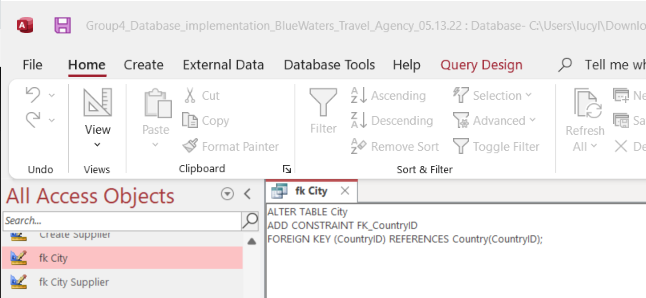 Group4_Database_implementation_BlueWaters_Travel_Agency_05.13.22 : Database- C:\Users\lucyl\Downlo
File Home Create External Data Database Tools Help Query Design Tell me wh
View
Paste
Cut
Copy
Format Painter
Filter
Ascending
Descending
Remove Sort
Selection
Advanced
Toggle Filter
Refresh
All
Ne
Sa
De
Undo Views Clipboard Sort & Filter
All Access Objects
Search...
Create Supplier
fk City
fk City Supplier
fk City
ALTER TABLE City
ADD CONSTRAINT FK_CountryID
FOREIGN KEY (CountryID) REFERENCES Country(CountryID);